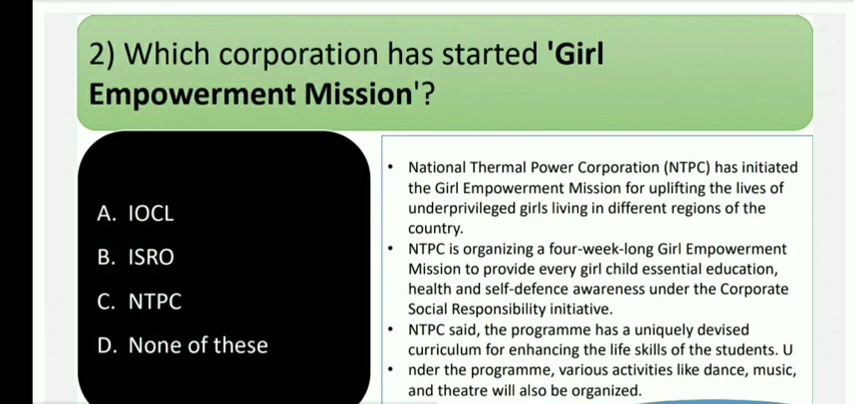 2) Which corporation has started 'Girl
Empowerment Mission'?
A. IOCL
B. ISRO
C. NTPC
D. None of these
• National Thermal Power Corporation (NTPC) has initiated
the Girl Empowerment Mission for uplifting the lives of
underprivileged girls living in different regions of the
country.
• NTPC is organizing a four-week-long Girl Empowerment
Mission to provide every girl child essential education,
health and self-defence awareness under the Corporate
Social Responsibility initiative.
• NTPC said, the programme has a uniquely devised
curriculum for enhancing the life skills of the students. U
• nder the programme, various activities like dance, music,
and theatre will also be organized.